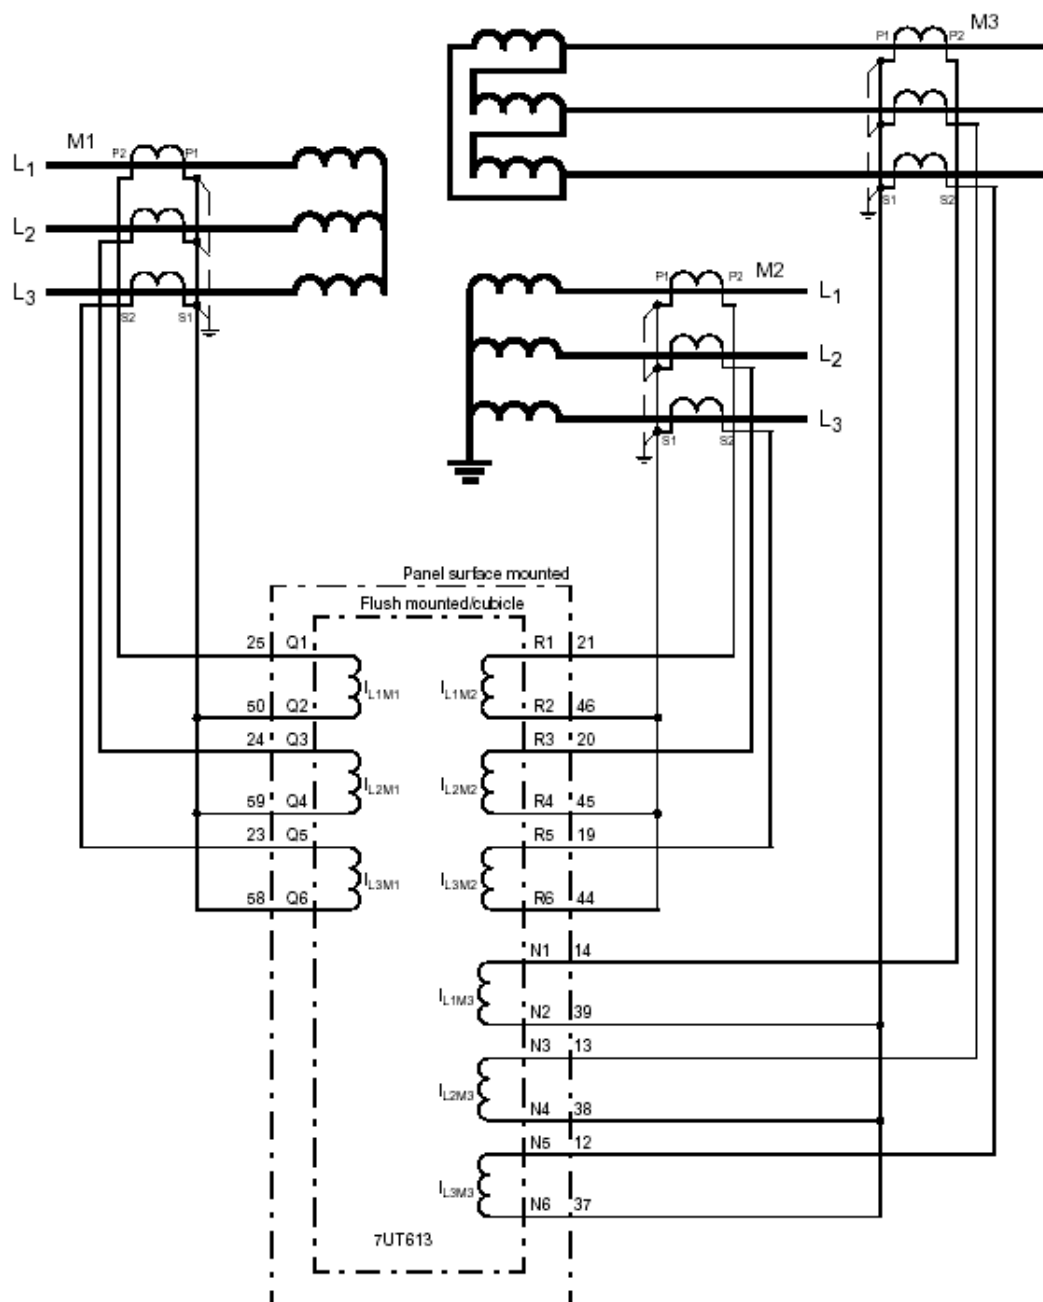 P1 P2 M3
M1
P2 P1
L1
L2
L3
S2 S1
S1 S2
P1 P2 M2
L1
L2
L3
S1 S2
Panel surface mounted
Flush mounted/cubicle
25 Q1 R1 21
IL1M1 IL1M2
50 Q2 R2 46
24 Q3 R3 20
IL2M1 IL2M2
59 Q4 R4 45
23 Q5 R5 19
IL3M1 IL3M2
58 Q6 R6 44
N1 14
IL1M3
N2 39
N3 13
IL2M3
N4 38
N5 12
IL3M3
N6 37
7UT613